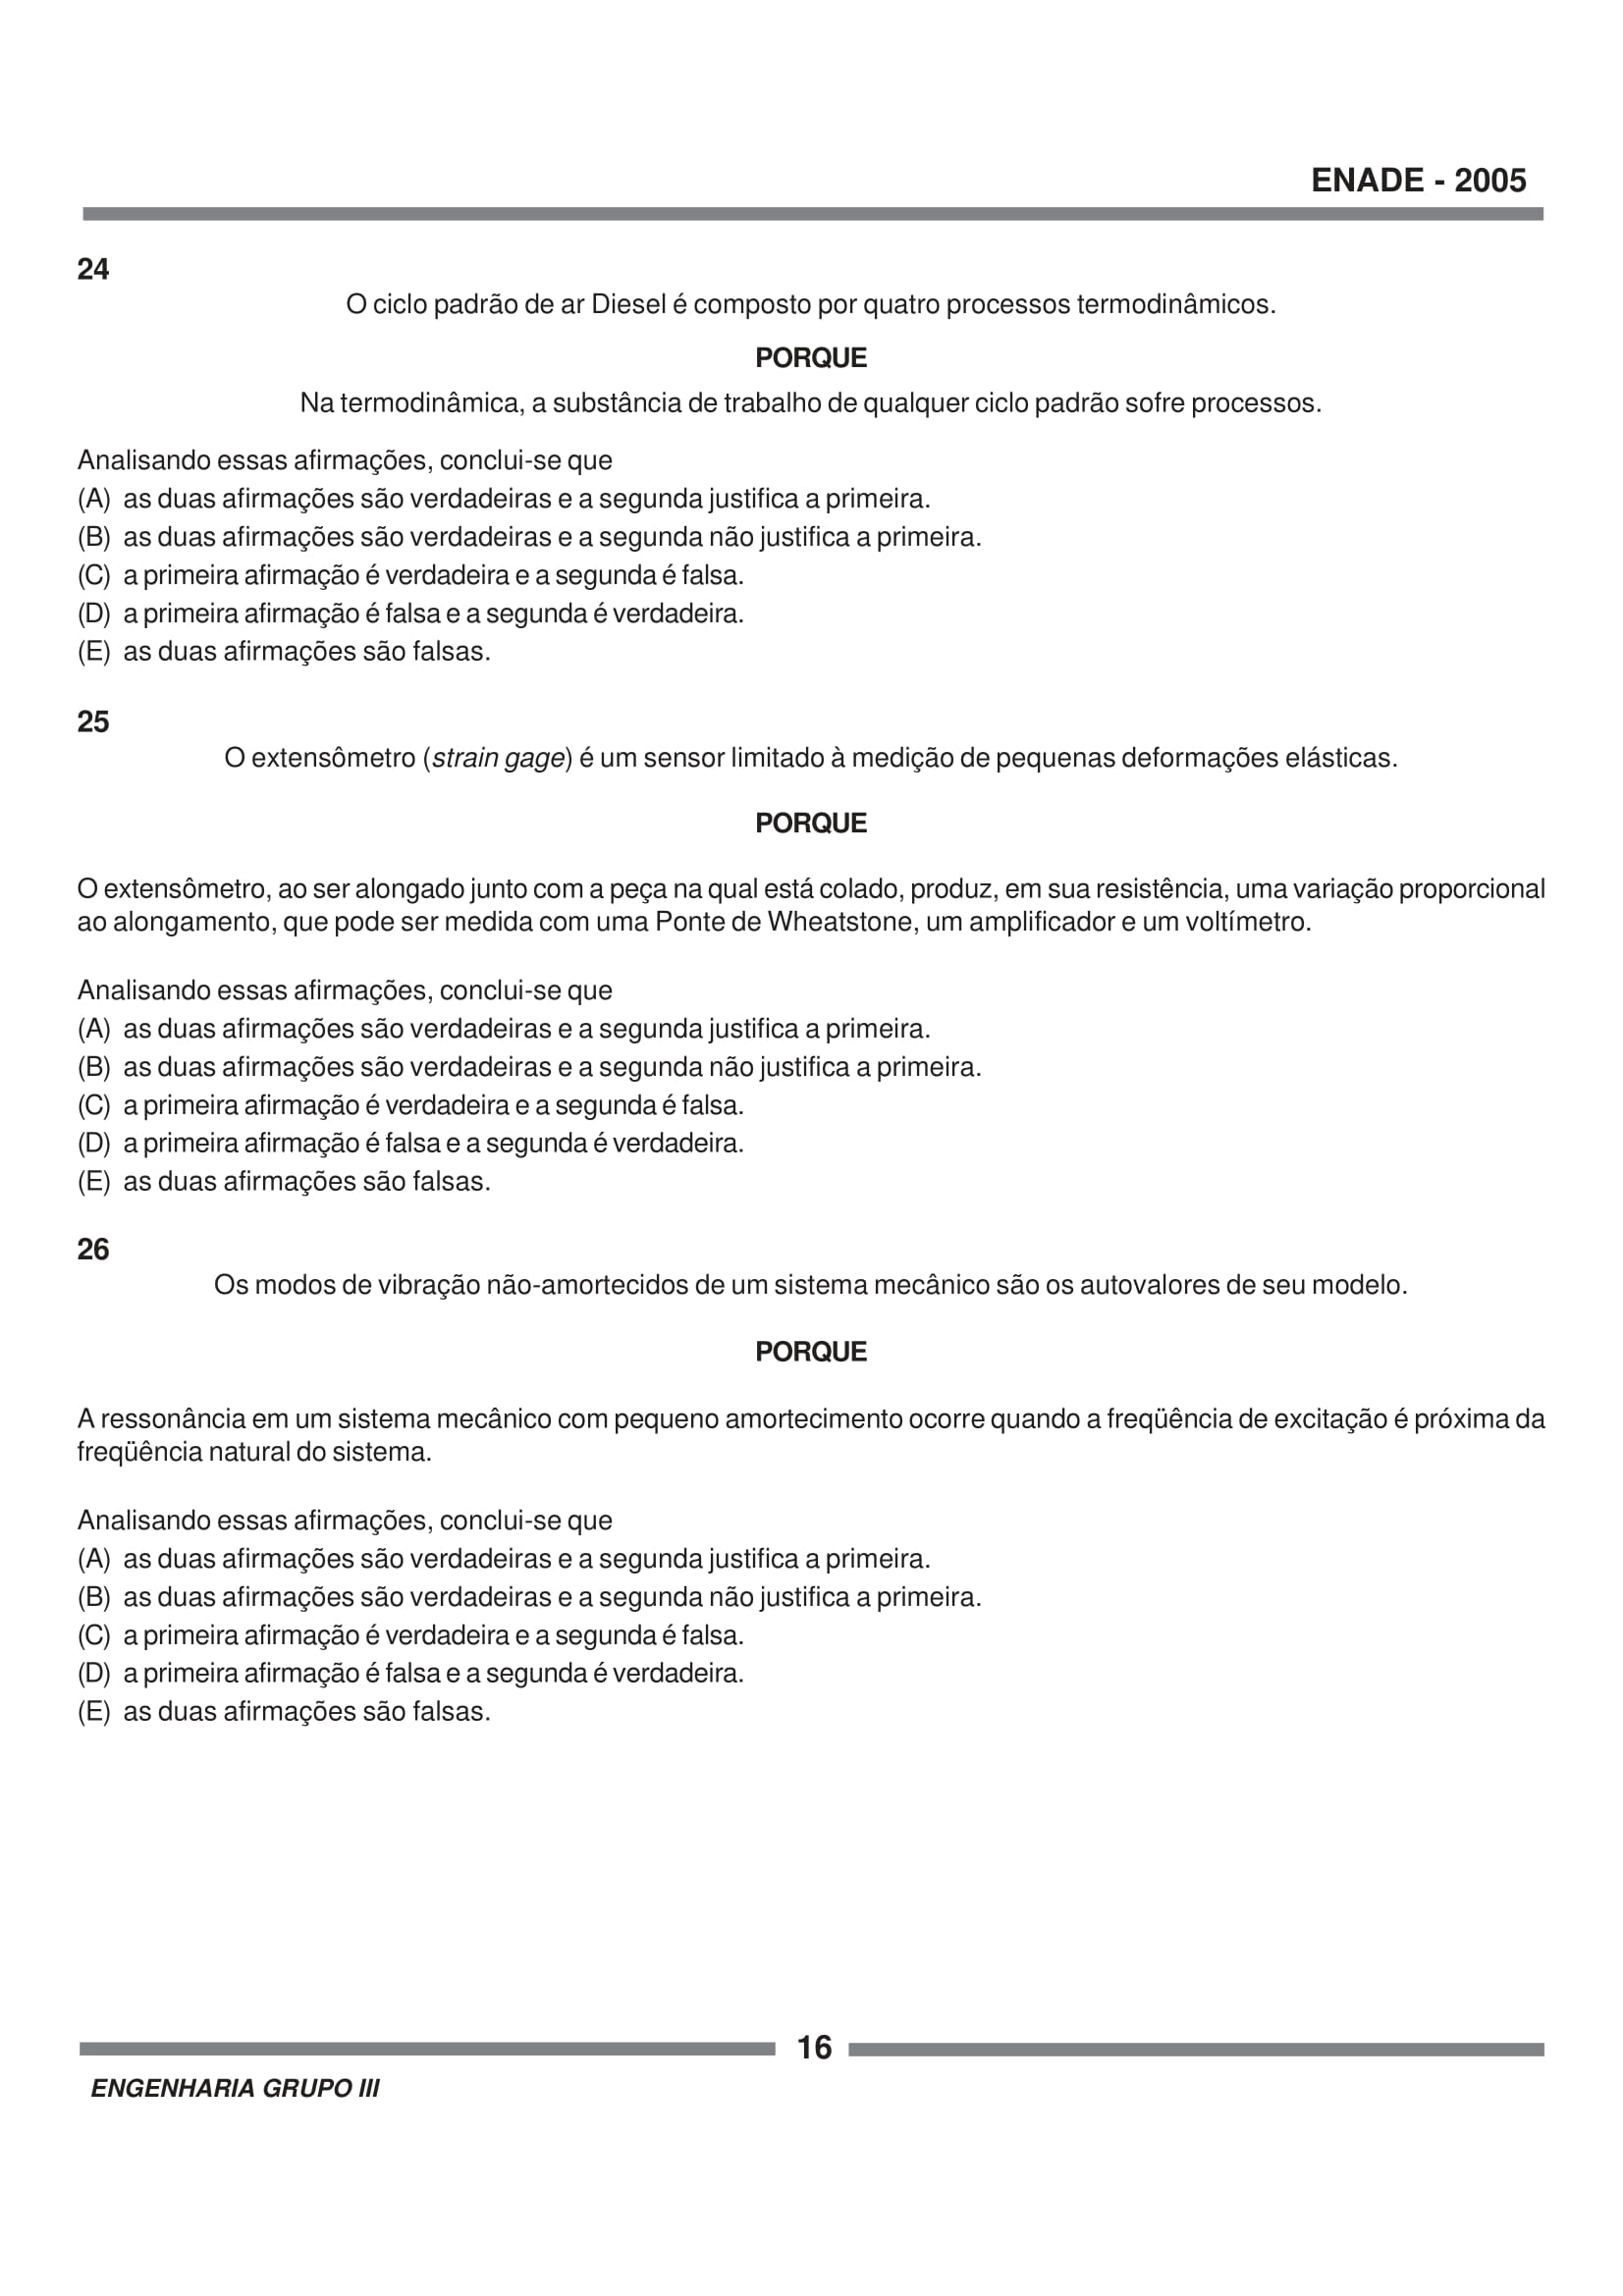 ENADE - 2005
24
O ciclo padrão de ar Diesel é composto por quatro processos termodinâmicos.
PORQUE
Na termodinâmica, a substância de trabalho de qualquer ciclo padrão sofre processos.
Analisando essas afirmações, conclui-se que
(A) as duas afirmações são verdadeiras e a segunda justifica a primeira.
(B) as duas afirmações são verdadeiras e a segunda não justifica a primeira.
(C) a primeira afirmação é verdadeira e a segunda é falsa.
(D) a primeira afirmação é falsa e a segunda é verdadeira.
(E) as duas afirmações são falsas.
25
O extensômetro (strain gage) é um sensor limitado à medição de pequenas deformações elásticas.
PORQUE
O extensômetro, ao ser alongado junto com a peça na qual está colado, produz, em sua resistência, uma variação proporcional
ao alongamento, que pode ser medida com uma Ponte de Wheatstone, um amplificador e um voltímetro.
Analisando essas afirmações, conclui-se que
(A) as duas afirmações são verdadeiras e a segunda justifica a primeira.
(B) as duas afirmações são verdadeiras e a segunda não justifica a primeira.
(C) a primeira afirmação é verdadeira e a segunda é falsa.
(D) a primeira afirmação é falsa e a segunda é verdadeira.
(E) as duas afirmações são falsas.
26
Os modos de vibração não-amortecidos de um sistema mecânico são os autovalores de seu modelo.
PORQUE
A ressonância em um sistema mecânico com pequeno amortecimento ocorre quando a freqüência de excitação é próxima da
freqüência natural do sistema.
Analisando essas afirmações, conclui-se que
(A) as duas afirmações são verdadeiras e a segunda justifica a primeira.
(B) as duas afirmações são verdadeiras e a segunda não justifica a primeira.
(C) a primeira afirmação é verdadeira e a segunda é falsa.
(D) a primeira afirmação é falsa e a segunda é verdadeira.
(E) as duas afirmações são falsas.
16
ENGENHARIA GRUPO III